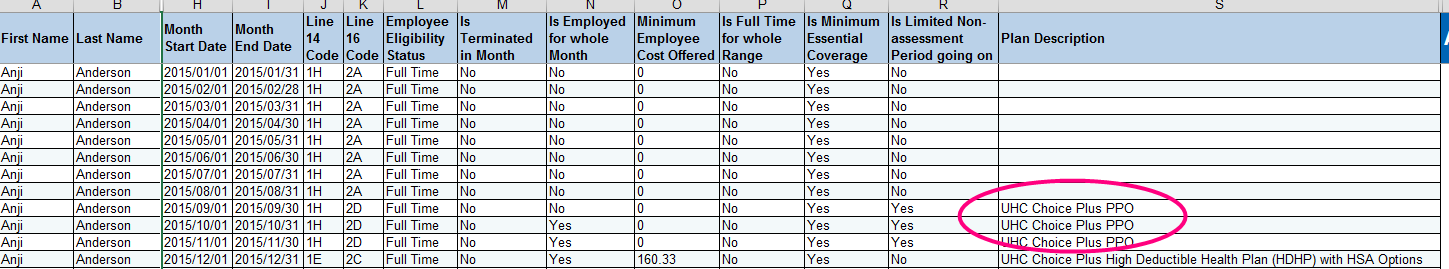 A B H I J K L M N O P Q R S
First Name Last Name Month Start Date Month End Date Line 14 Code Line 16 Code Employee Eligibility Status Is Terminated in Month Is Employed for whole Month Minimum Employee Cost Offered Is Full Time for whole Range Is Minimum Essential Coverage Is Limited Non-assessment Period going on Plan Description
Anji Anderson 2015/01/01 2015/01/31 1H 2A Full Time No No 0 No Yes No
Anji Anderson 2015/02/01 2015/02/28 1H 2A Full Time No No 0 No Yes No
Anji Anderson 2015/03/01 2015/03/31 1H 2A Full Time No No 0 No Yes No
Anji Anderson 2015/04/01 2015/04/30 1H 2A Full Time No No 0 No Yes No
Anji Anderson 2015/05/01 2015/05/31 1H 2A Full Time No No 0 No Yes No
Anji Anderson 2015/06/01 2015/06/30 1H 2A Full Time No No 0 No Yes No
Anji Anderson 2015/07/01 2015/07/31 1H 2A Full Time No No 0 No Yes No
Anji Anderson 2015/08/01 2015/08/31 1H 2A Full Time No No 0 No Yes No
Anji Anderson 2015/09/01 2015/09/30 1H 2D Full Time No No 0 No Yes Yes UHC Choice Plus PPO
Anji Anderson 2015/10/01 2015/10/31 1H 2D Full Time No Yes 0 No Yes Yes UHC Choice Plus PPO
Anji Anderson 2015/11/01 2015/11/30 1H 2D Full Time No Yes 0 No Yes Yes UHC Choice Plus PPO
Anji Anderson 2015/12/01 2015/12/31 1E 2C Full Time No Yes 160.33 No Yes No UHC Choice Plus High Deductible Health Plan (HDHP) with HSA Options